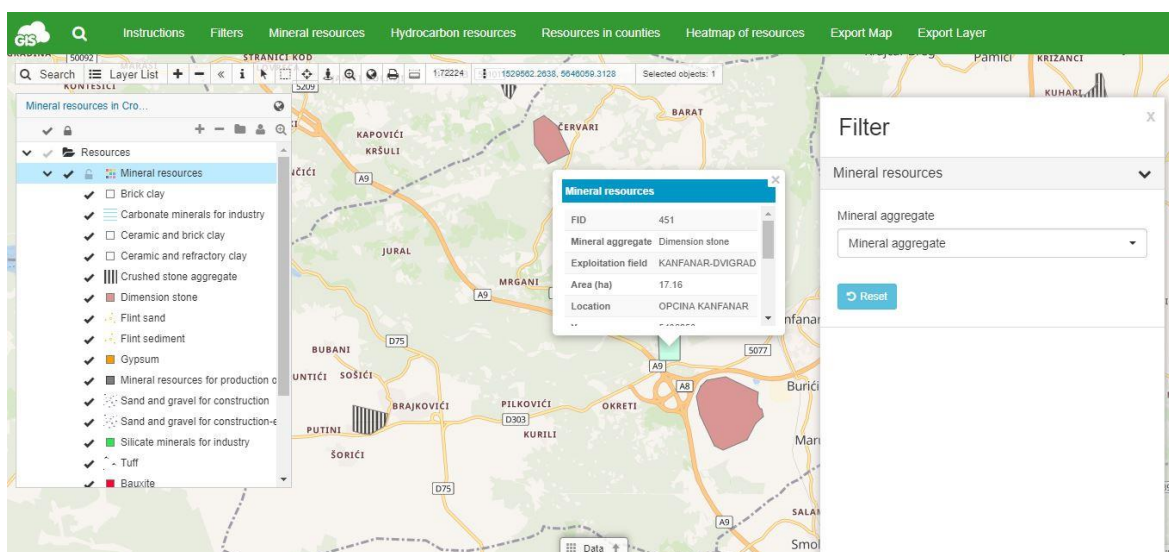 GIS
Instructions
Filters
Mineral resources
Hydrocarbon resources
Resources in counties
Heatmap of resources
Export Map
Export Layer
50092
STRANICI KOD
Pamići
KRIŽANCI
Search
Layer List
1:72224
1529562.2638, 5646059.3128
Selected objects: 1
5209
KUHARI
Mineral resources in Cro...
Resources
Mineral resources
Brick clay
Carbonate minerals for industry
Ceramic and brick clay
Ceramic and refractory clay
Crushed stone aggregate
Dimension stone
Flint sand
Flint sediment
Gypsum
Mineral resources for production o
Sand and gravel for construction
Sand and gravel for construction-e
Silicate minerals for industry
Tuff
Bauxite
KAPOVIĆI
KRŠULI
A9
ČERVARI
BARAT
JURAL
MRGANI
A9
D75
BUBANI
UNTIĆI
SOŠIĆI
BRAJKOVIĆI
PILKOVIĆI
OKRETI
D303
KURILI
PUTINI
ŠORIĆI
D75
A9
A8
5077
Burići
A9
Mineral resources
FID 451
Mineral aggregate Dimension stone
Exploitation field KANFANAR-DVIGRAD
Area (ha) 17.16
Location OPCINA KANFANAR
nfanar
Data
Filter
X
Mineral resources
Mineral aggregate
Mineral aggregate
Reset